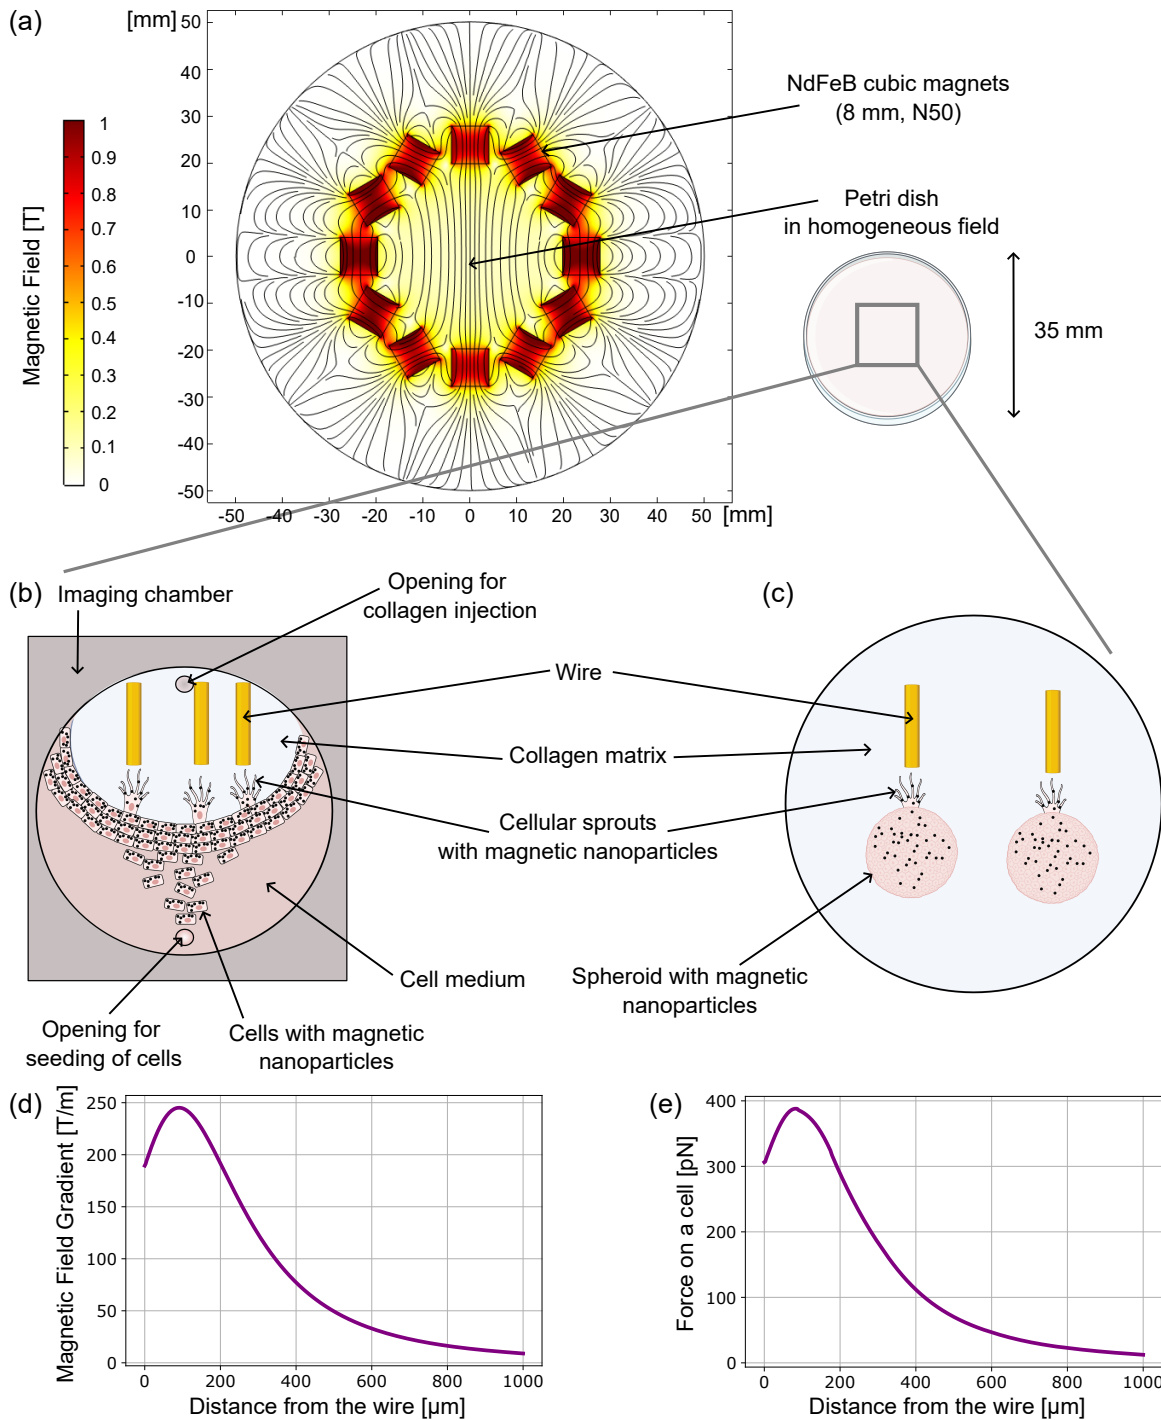 (a)
[mm]
50
40
30
20
10
0
-10
-20
-30
-40
-50
-50
-40
-30
-20
-10
0
10
20
30
40
50
[mm]
Magnetic Field [T]
1
0.9
0.8
0.7
0.6
0.5
0.4
0.3
0.2
0.1
0
NdFeB cubic magnets
(8 mm, N50)
Petri dish
in homogeneous field
35 mm
(b)
Imaging chamber
Opening for
collagen injection
(c)
Wire
Collagen matrix
Cellular sprouts
with magnetic nanoparticles
Cell medium
Spheroid with magnetic
nanoparticles
Opening for
seeding of cells
Cells with magnetic
nanoparticles
(d)
Magnetic Field Gradient [T/m]
250
200
150
100
50
0
0
200
400
600
800
1000
Distance from the wire [µm]
(e)
Force on a cell [pN]
400
300
200
100
0
0
200
400
600
800
1000
Distance from the wire [µm]